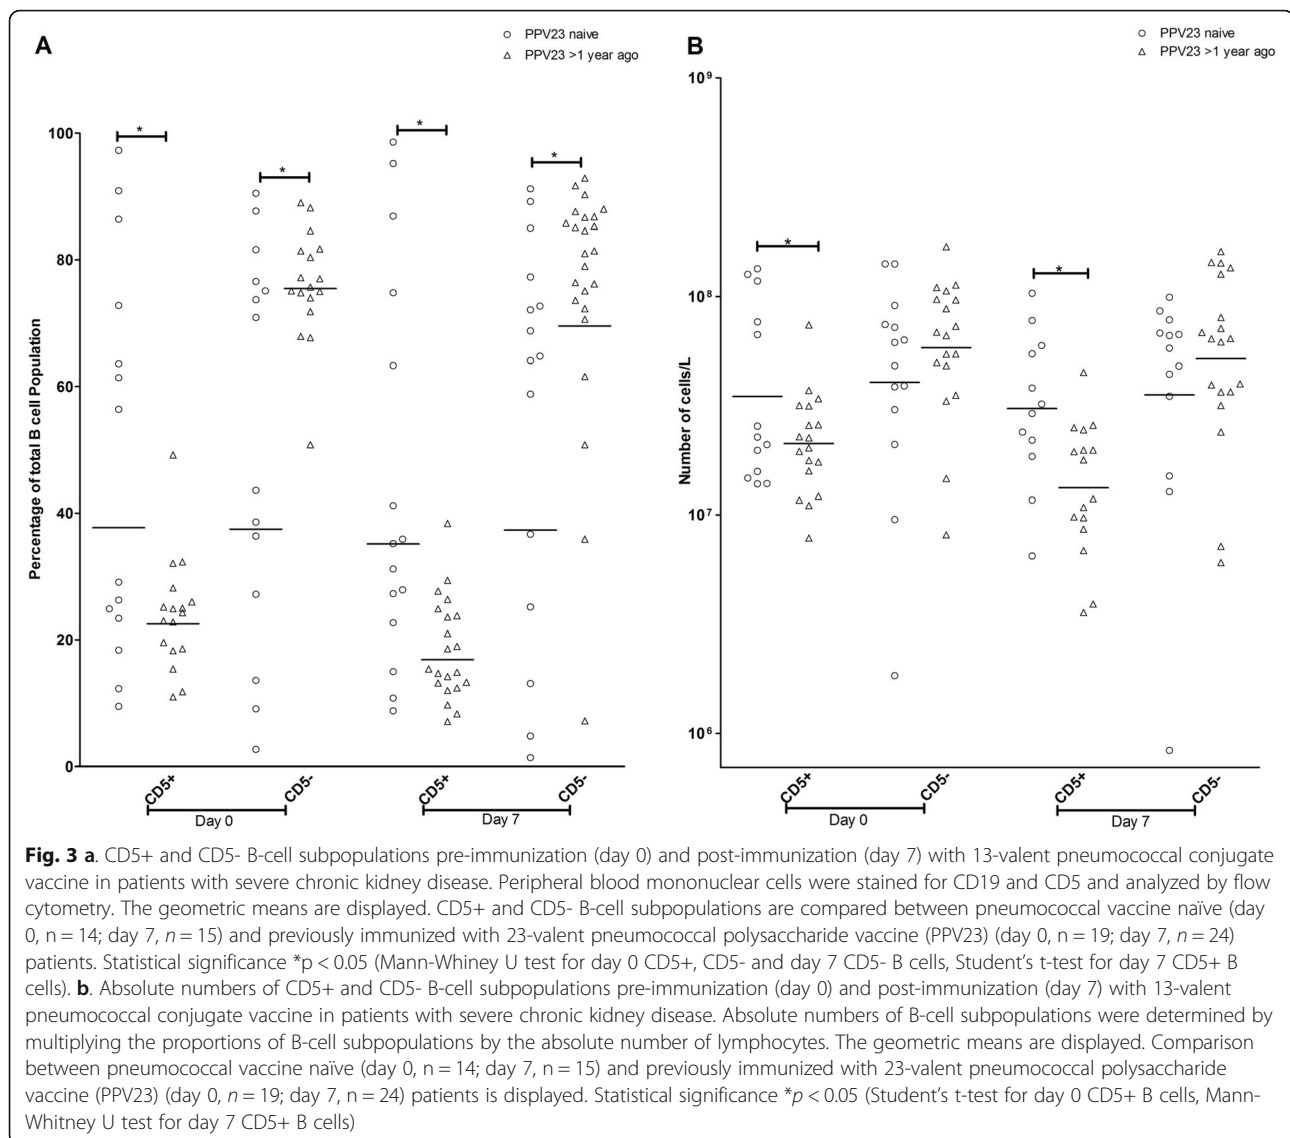 A
○ PPV23 naive
△ PPV23 >1 year ago
Percentage of total B cell Population
100
80
60
40
20
0
*
*
*
*
CD5+
CD5-
CD5+
CD5-
Day 0
Day 7
B
○ PPV23 naive
△ PPV23 >1 year ago
Number of cells/L
10⁹
10⁸
10⁷
10⁶
*
*
CD5+
CD5-
CD5+
CD5-
Day 0
Day 7
Fig. 3 a. CD5+ and CD5- B-cell subpopulations pre-immunization (day 0) and post-immunization (day 7) with 13-valent pneumococcal conjugate
vaccine in patients with severe chronic kidney disease. Peripheral blood mononuclear cells were stained for CD19 and CD5 and analyzed by flow
cytometry. The geometric means are displayed. CD5+ and CD5- B-cell subpopulations are compared between pneumococcal vaccine naïve (day
0, n = 14; day 7, n = 15) and previously immunized with 23-valent pneumococcal polysaccharide vaccine (PPV23) (day 0, n = 19; day 7, n = 24)
patients. Statistical significance *p < 0.05 (Mann-Whiney U test for day 0 CD5+, CD5- and day 7 CD5- B cells, Student's t-test for day 7 CD5+ B
cells). b. Absolute numbers of CD5+ and CD5- B-cell subpopulations pre-immunization (day 0) and post-immunization (day 7) with 13-valent
pneumococcal conjugate vaccine in patients with severe chronic kidney disease. Absolute numbers of B-cell subpopulations were determined by
multiplying the proportions of B-cell subpopulations by the absolute number of lymphocytes. The geometric means are displayed. Comparison
between pneumococcal vaccine naïve (day 0, n = 14; day 7, n = 15) and previously immunized with 23-valent pneumococcal polysaccharide
vaccine (PPV23) (day 0, n = 19; day 7, n = 24) patients is displayed. Statistical significance *p < 0.05 (Student's t-test for day 0 CD5+ B cells, Mann-
Whitney U test for day 7 CD5+ B cells)